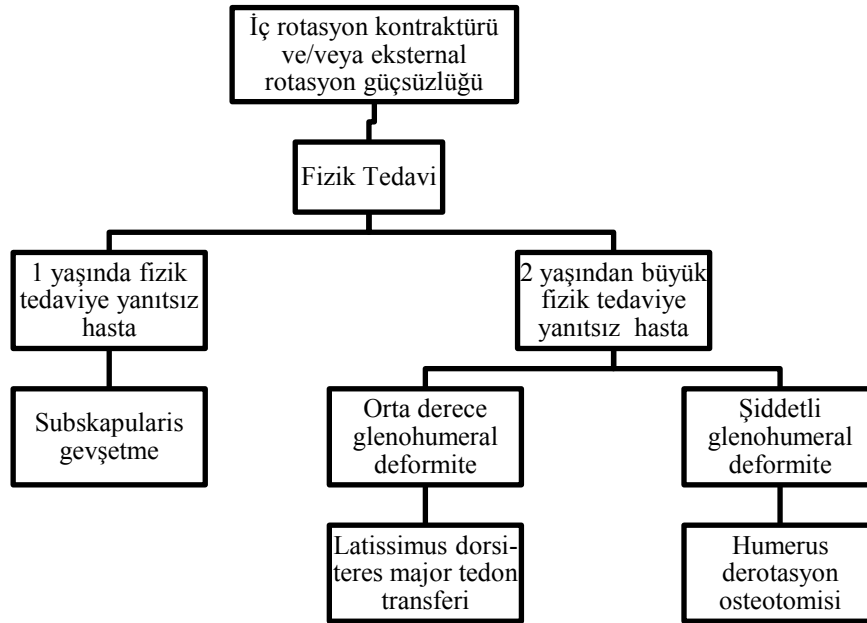 İç rotasyon kontraktürü
ve/veya eksternal
rotasyon güçsüzlüğü
Fizik Tedavi
1 yaşında fizik
tedaviye yanıtsız
hasta
2 yaşından büyük
fizik tedaviye
yanıtsız hasta
Subskapularis
gevşetme
Orta derece
glenohumeral
deformite
Şiddetli
glenohumeral
deformite
Latissimus dorsi-
teres major tedon
transferi
Humerus
derotasyon
osteotomisi